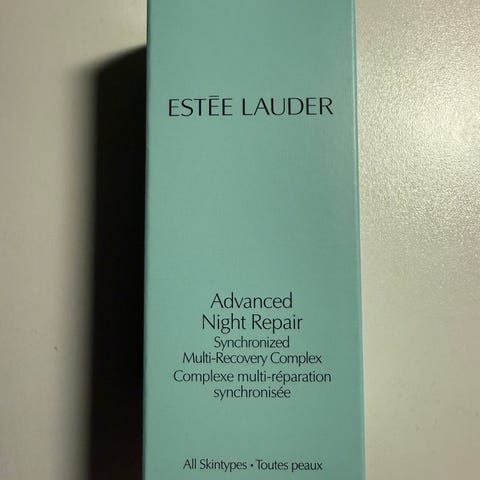 ESTĒE LAUDER
Advanced
Night Repair
Synchronized
Multi-Recovery Complex
Complexe multi-réparation
synchronisée
All Skintypes • Toutes peaux